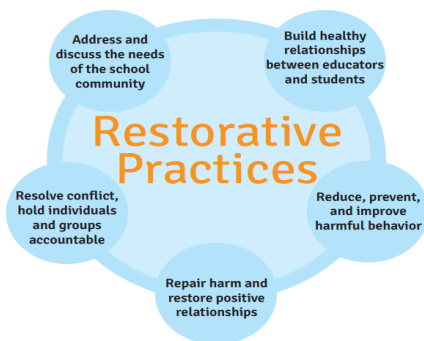 Address and
discuss the needs
of the school
community
Build healthy
relationships
between educators
and students
Restorative
Practices
Resolve conflict,
hold individuals
and groups
accountable
Reduce, prevent,
and improve
harmful behavior
Repair harm and
restore positive
relationships